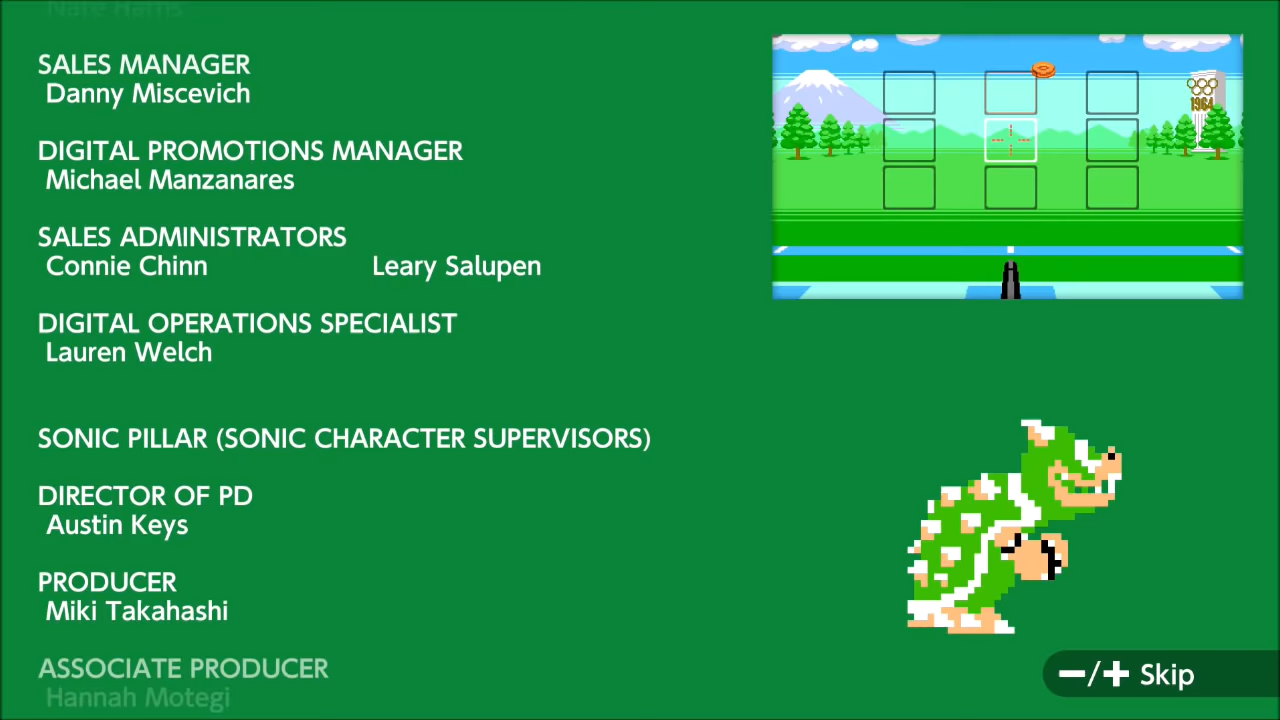 Nate Harris
SALES MANAGER
Danny Miscevich
DIGITAL PROMOTIONS MANAGER
Michael Manzanares
SALES ADMINISTRATORS
Connie Chinn Leary Salupen
DIGITAL OPERATIONS SPECIALIST
Lauren Welch
SONIC PILLAR (SONIC CHARACTER SUPERVISORS)
DIRECTOR OF PD
Austin Keys
PRODUCER
Miki Takahashi
ASSOCIATE PRODUCER
Hannah Motegi
1964
−/+ Skip